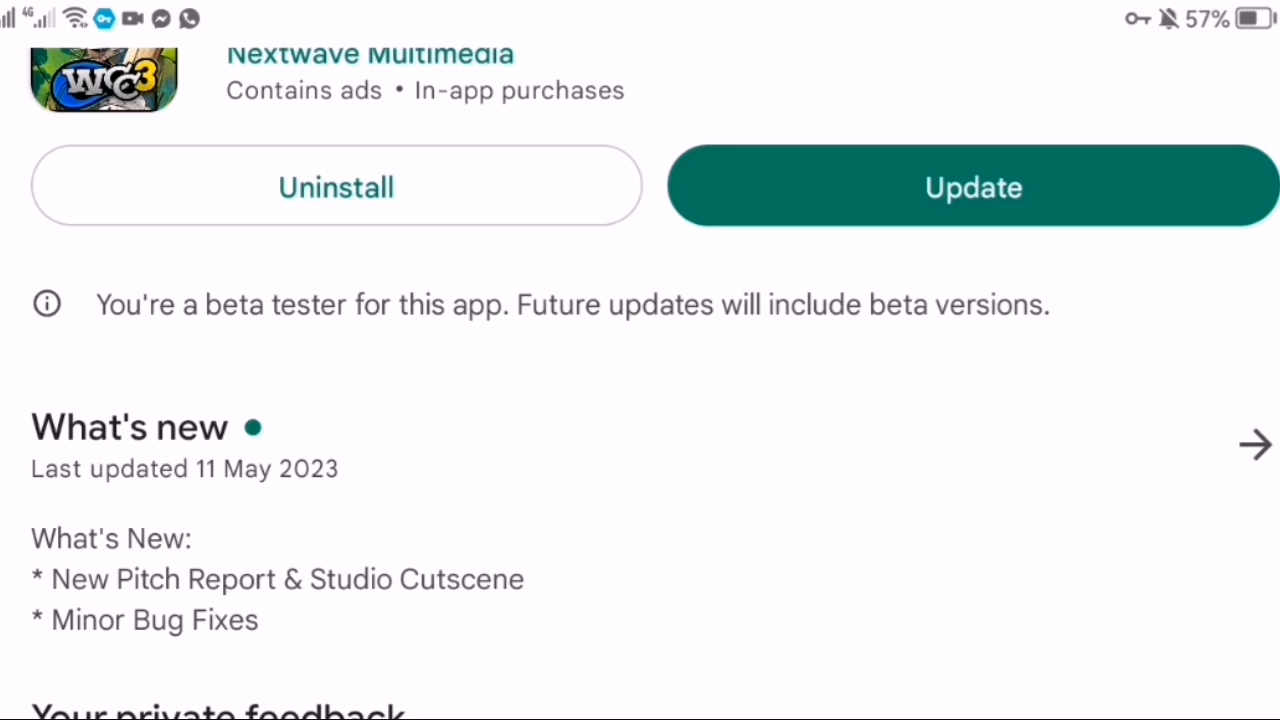 4G 57%
Nextwave Multimedia
WCC3
Contains ads • In-app purchases
Uninstall Update
You're a beta tester for this app. Future updates will include beta versions.
What's new
Last updated 11 May 2023
What's New:
* New Pitch Report & Studio Cutscene
* Minor Bug Fixes
Your private feedback